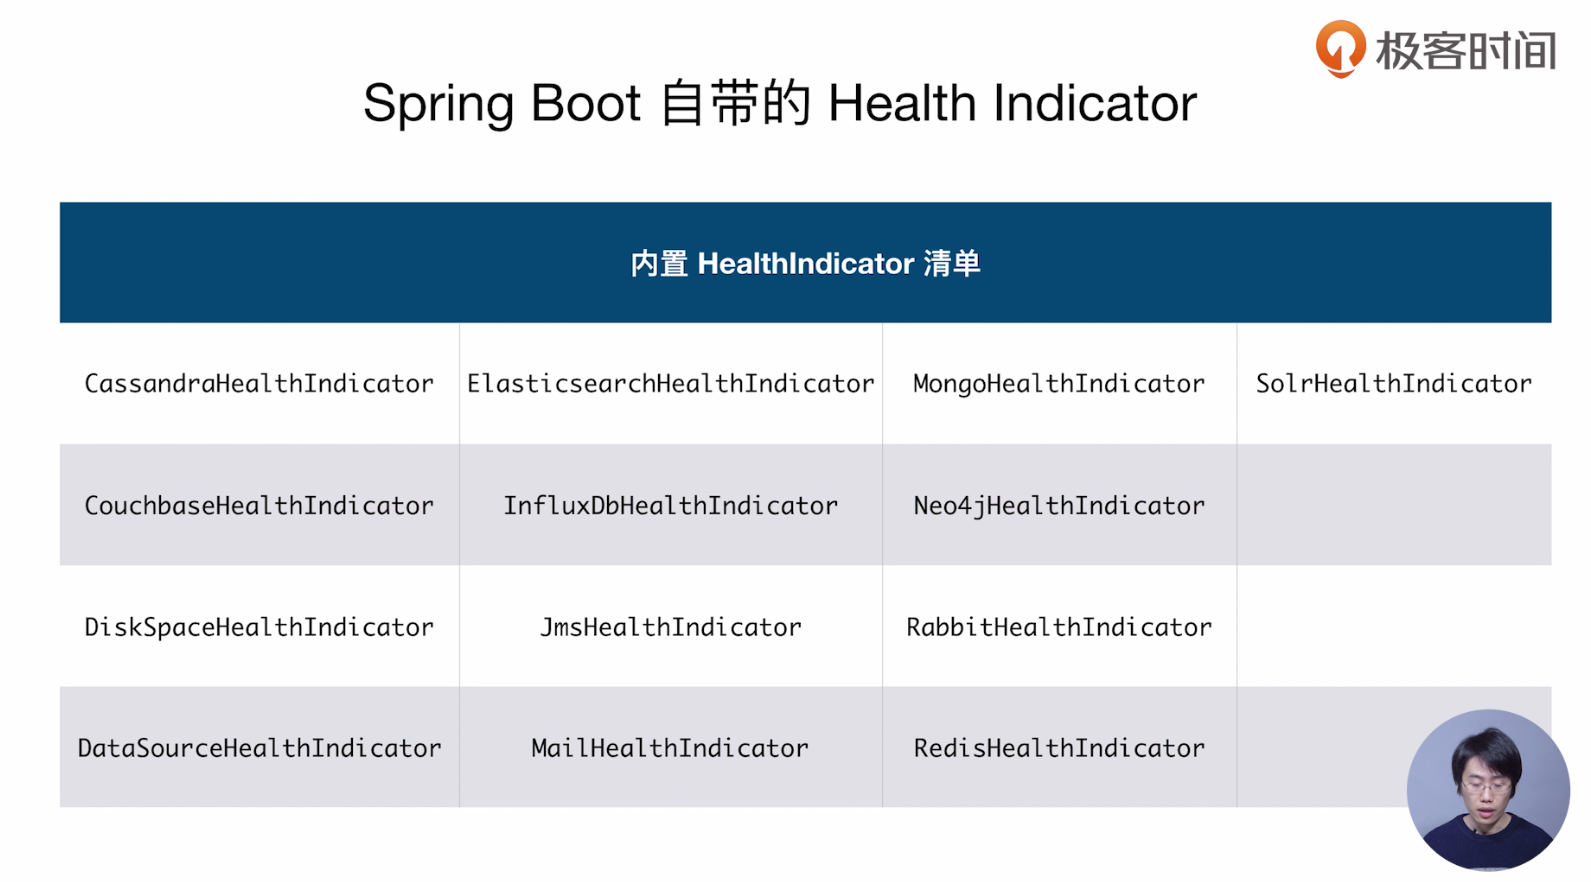 极客时间
Spring Boot 自带的 Health Indicator
内置 HealthIndicator 清单
CassandraHealthIndicator ElasticsearchHealthIndicator MongoHealthIndicator SolrHealthIndicator
CouchbaseHealthIndicator InfluxDbHealthIndicator Neo4jHealthIndicator
DiskSpaceHealthIndicator JmsHealthIndicator RabbitHealthIndicator
DataSourceHealthIndicator MailHealthIndicator RedisHealthIndicator